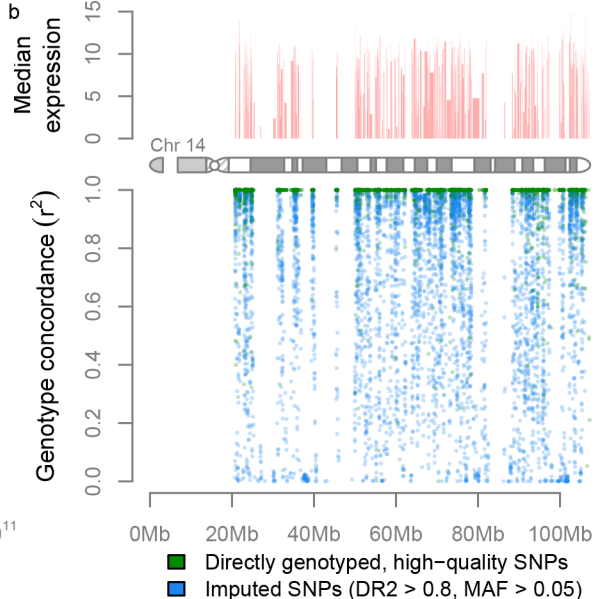 b
Median
expression
0 5 10 15
Chr 14
Genotype concordance (r²)
0.0 0.2 0.4 0.6 0.8 1.0
11
0Mb 20Mb 40Mb 60Mb 80Mb 100Mb
Directly genotyped, high−quality SNPs
Imputed SNPs (DR2 > 0.8, MAF > 0.05)